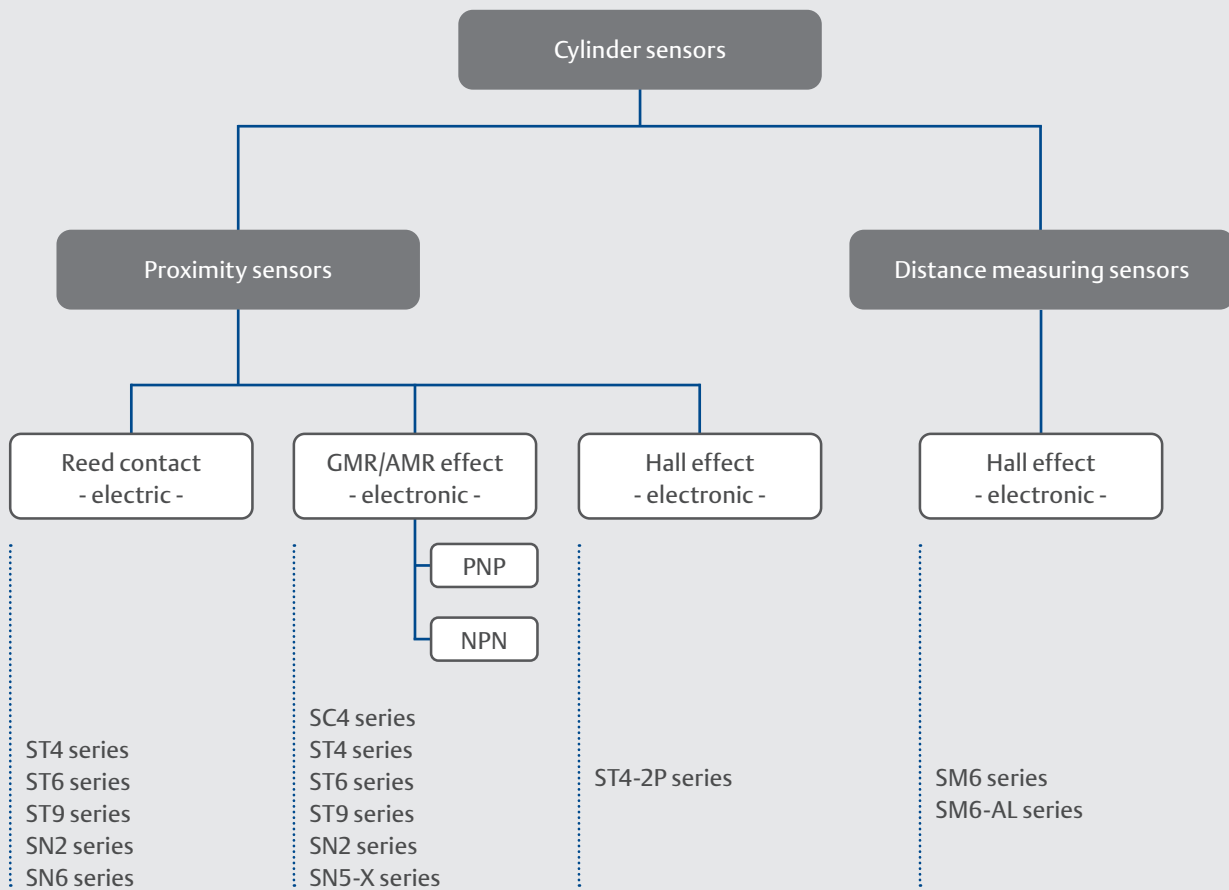 Cylinder sensors
Proximity sensors
Distance measuring sensors
Reed contact
- electric -
GMR/AMR effect
- electronic -
Hall effect
- electronic -
Hall effect
- electronic -
PNP
NPN
ST4 series
ST6 series
ST9 series
SN2 series
SN6 series
SC4 series
ST4 series
ST6 series
ST9 series
SN2 series
SN5-X series
ST4-2P series
SM6 series
SM6-AL series